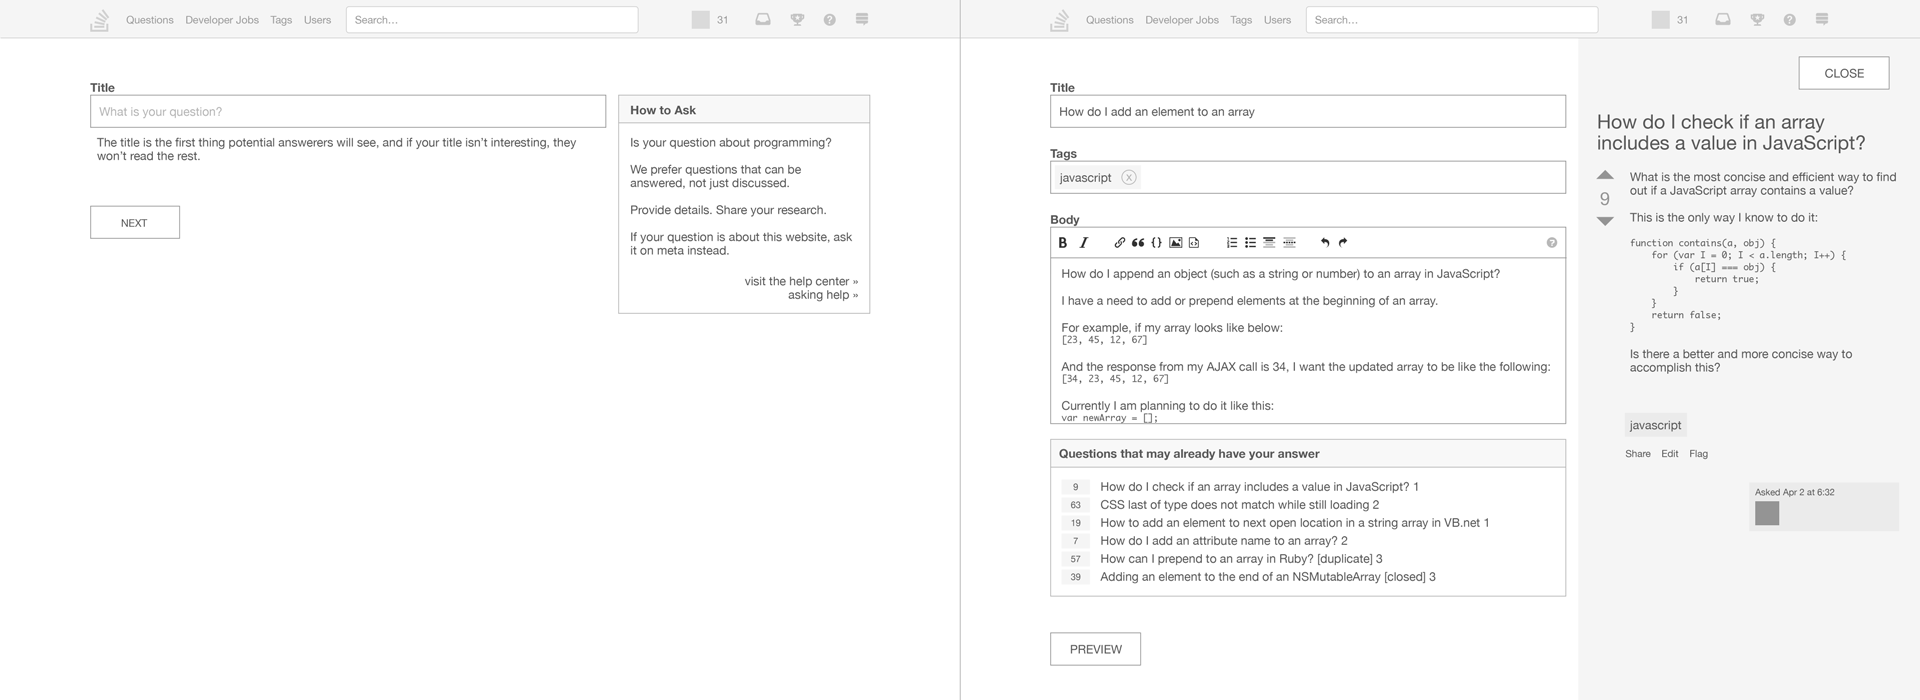 Questions Developer Jobs Tags Users Search... 31
Title
What is your question?
The title is the first thing potential answerers will see, and if your title isn’t interesting, they
won’t read the rest.
NEXT
How to Ask
Is your question about programming?
We prefer questions that can be
answered, not just discussed.
Provide details. Share your research.
If your question is about this website, ask
it on meta instead.
visit the help center »
asking help »
Questions Developer Jobs Tags Users Search... 31
Title
How do I add an element to an array
Tags
javascript x
Body
B I
How do I append an object (such as a string or number) to an array in JavaScript?
I have a need to add or prepend elements at the beginning of an array.
For example, if my array looks like below:
[23, 45, 12, 67]
And the response from my AJAX call is 34, I want the updated array to be like the following:
[34, 23, 45, 12, 67]
Currently I am planning to do it like this:
var newArray = [];
Questions that may already have your answer
9 How do I check if an array includes a value in JavaScript? 1
63 CSS last of type does not match while still loading 2
19 How to add an element to next open location in a string array in VB.net 1
7 How do I add an attribute name to an array? 2
57 How can I prepend to an array in Ruby? [duplicate] 3
39 Adding an element to the end of an NSMutableArray [closed] 3
PREVIEW
CLOSE
How do I check if an array
includes a value in JavaScript?
9
What is the most concise and efficient way to find
out if a JavaScript array contains a value?
This is the only way I know to do it:
function contains(a, obj) {
for (var I = 0; I < a.length; I++) {
if (a[I] === obj) {
return true;
}
}
return false;
}
Is there a better and more concise way to
accomplish this?
javascript
Share Edit Flag
Asked Apr 2 at 6:32